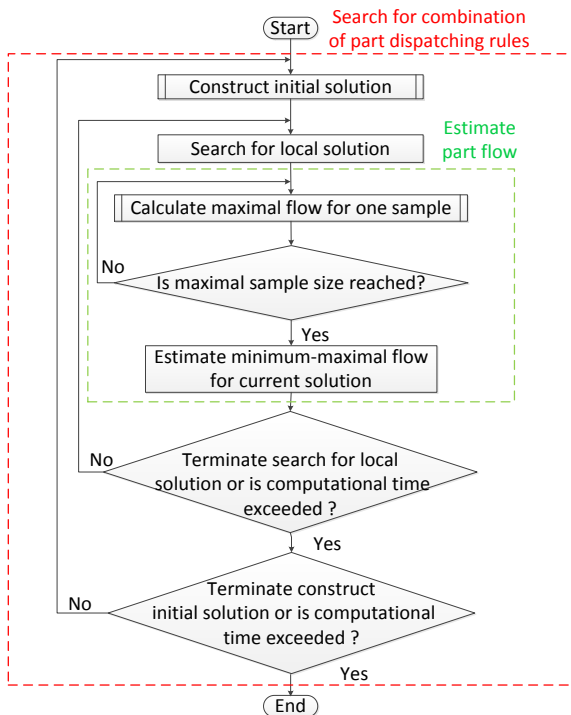 Start
Search for combination
of part dispatching rules
Construct initial solution
Estimate
part flow
Search for local solution
Calculate maximal flow for one sample
No
Is maximal sample size reached?
Yes
Estimate minimum-maximal flow
for current solution
No
Terminate search for local
solution or is computational time
exceeded ?
Yes
Terminate construct
initial solution or is computational
time exceeded ?
No
Yes
End